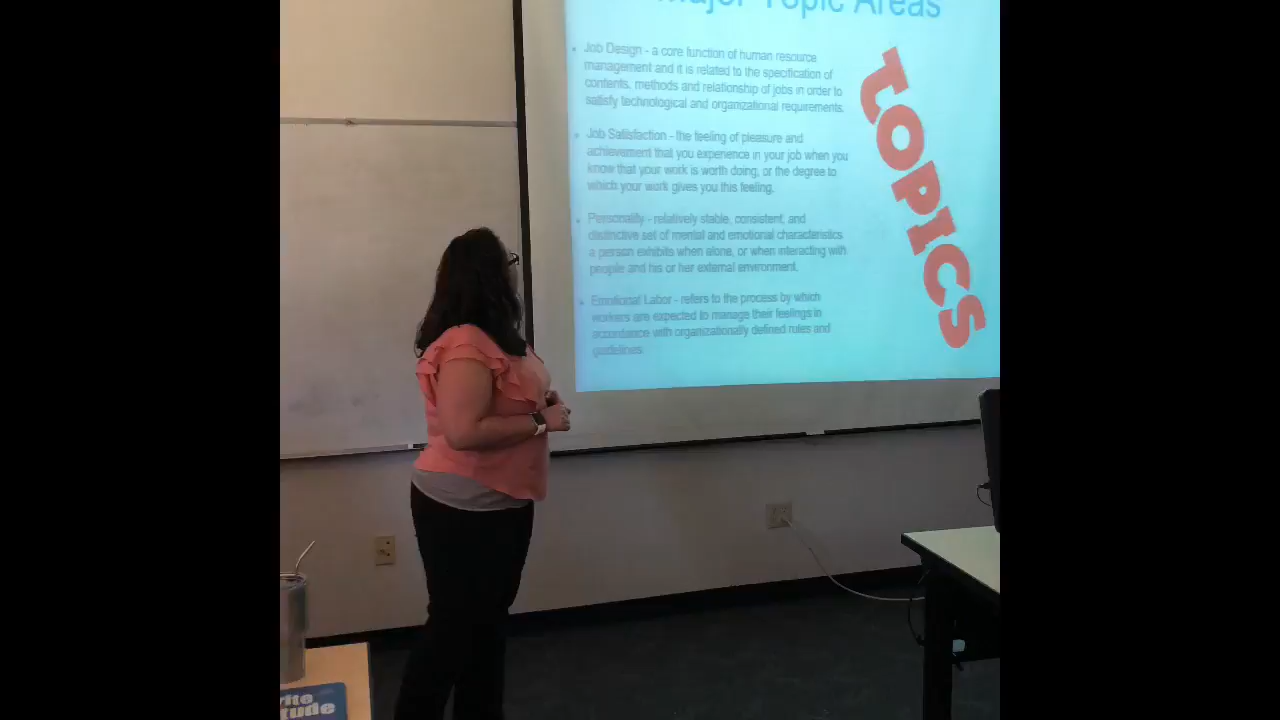 Major Topic Areas
Job Design - a core function of human resource
management and it is related to the specification of
contents, methods and relationship of jobs in order to
satisfy technological and organizational requirements.
Job Satisfaction - the feeling of pleasure and
achievement that you experience in your job when you
know that your work is worth doing, or the degree to
which your work gives you this feeling.
Personality - relatively stable, consistent, and
distinctive set of mental and emotional characteristics
a person exhibits when alone, or when interacting with
people and his or her external environment.
Emotional Labor - refers to the process by which
workers are expected to manage their feelings in
accordance with organizationally defined rules and
guidelines.
TOPICS